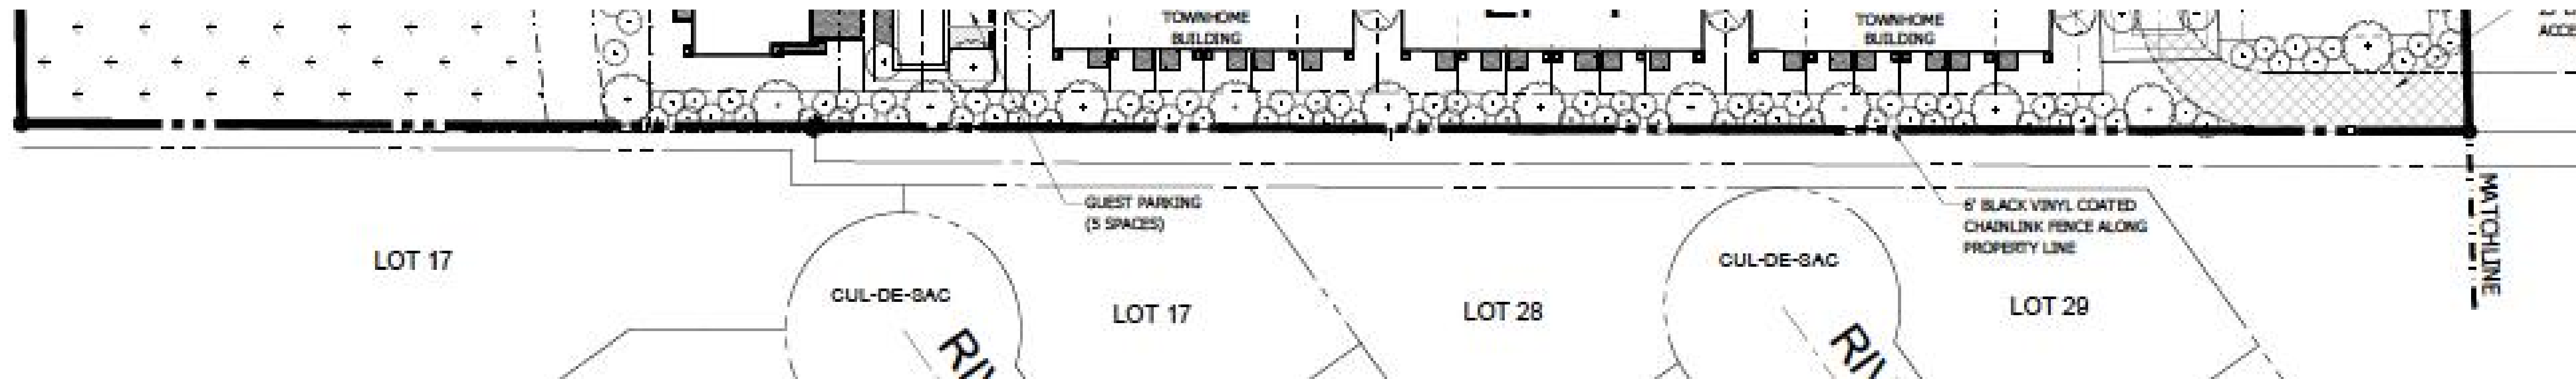 TOWNHOME
BUILDING
TOWNHOME
BUILDING
GUEST PARKING
(5 SPACES)
6' BLACK VINYL COATED
CHAINLINK FENCE ALONG
PROPERTY LINE
MATCHLINE
LOT 17
CUL-DE-SAC
LOT 17
LOT 28
CUL-DE-SAC
LOT 29